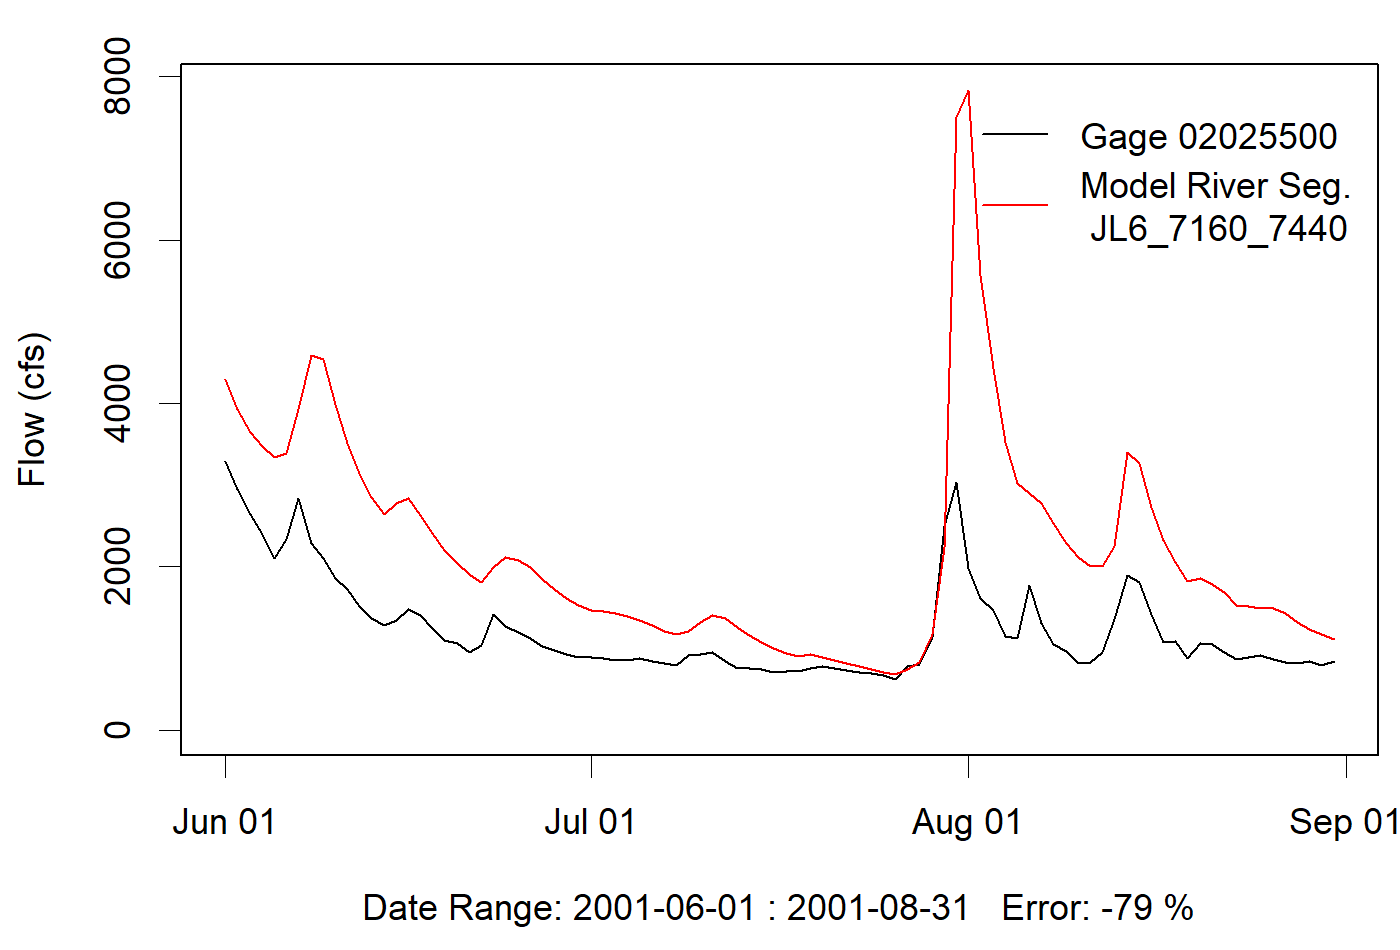 Flow (cfs)
8000
6000
4000
2000
0
Gage 02025500
Model River Seg.
JL6_7160_7440
Jun 01
Jul 01
Aug 01
Sep 01
Date Range: 2001-06-01 : 2001-08-31   Error: -79 %